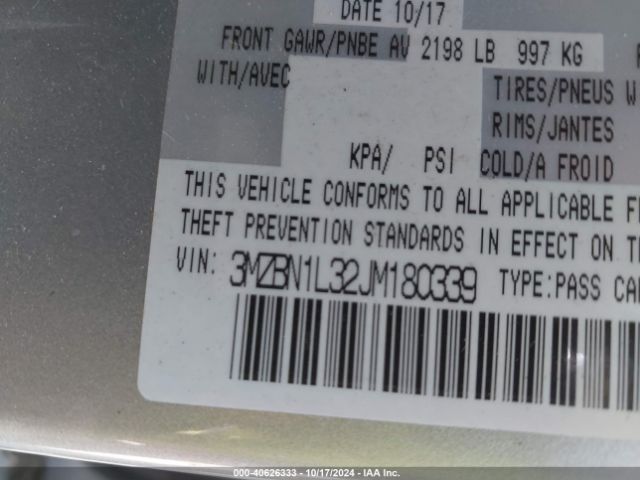 DATE 10/17
FRONT GAWR/PNBE AV 2198 LB 997 KG
WITH/AVEC
TIRES/PNEUS W
RIMS/JANTES
KPA/ PSI COLD/A FROID
THIS VEHICLE CONFORMS TO ALL APPLICABLE F
THEFT PREVENTION STANDARDS IN EFFECT ON T
VIN: 3MZBN1L32JM180339 TYPE:PASS CAR
00 - 40626333 - 10/17/2024 - IAA Inc.